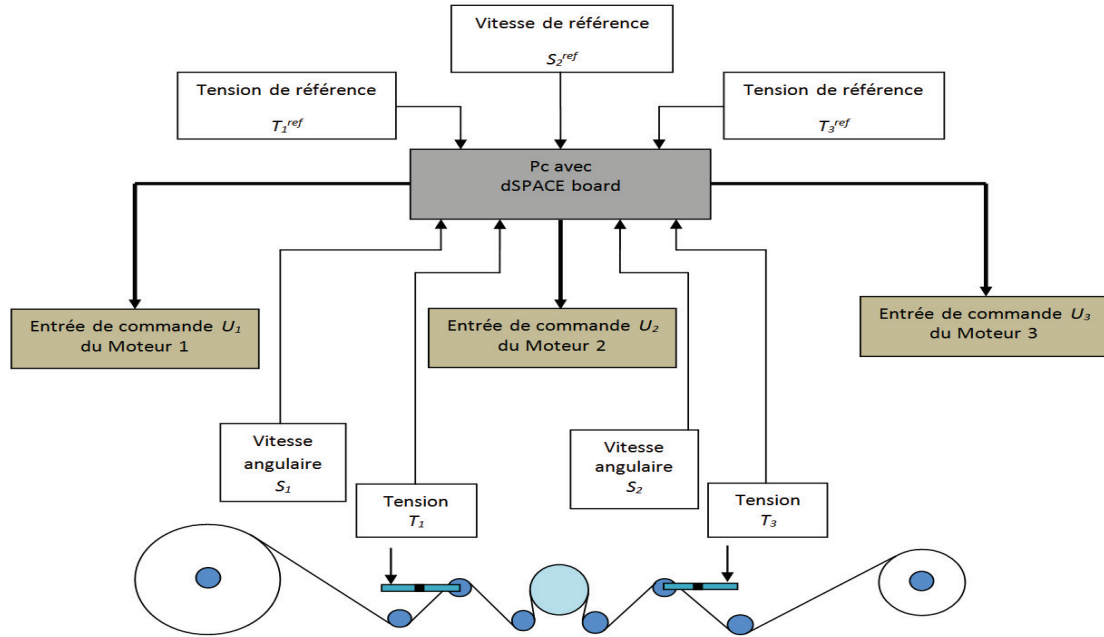 Vitesse de référence
S₂ʳᵉᶠ
Tension de référence
T₁ʳᵉᶠ
Tension de référence
T₃ʳᵉᶠ
Pc avec
dSPACE board
Entrée de commande U₁
du Moteur 1
Entrée de commande U₂
du Moteur 2
Entrée de commande U₃
du Moteur 3
Vitesse
angulaire
S₁
Tension
T₁
Vitesse
angulaire
S₂
Tension
T₃